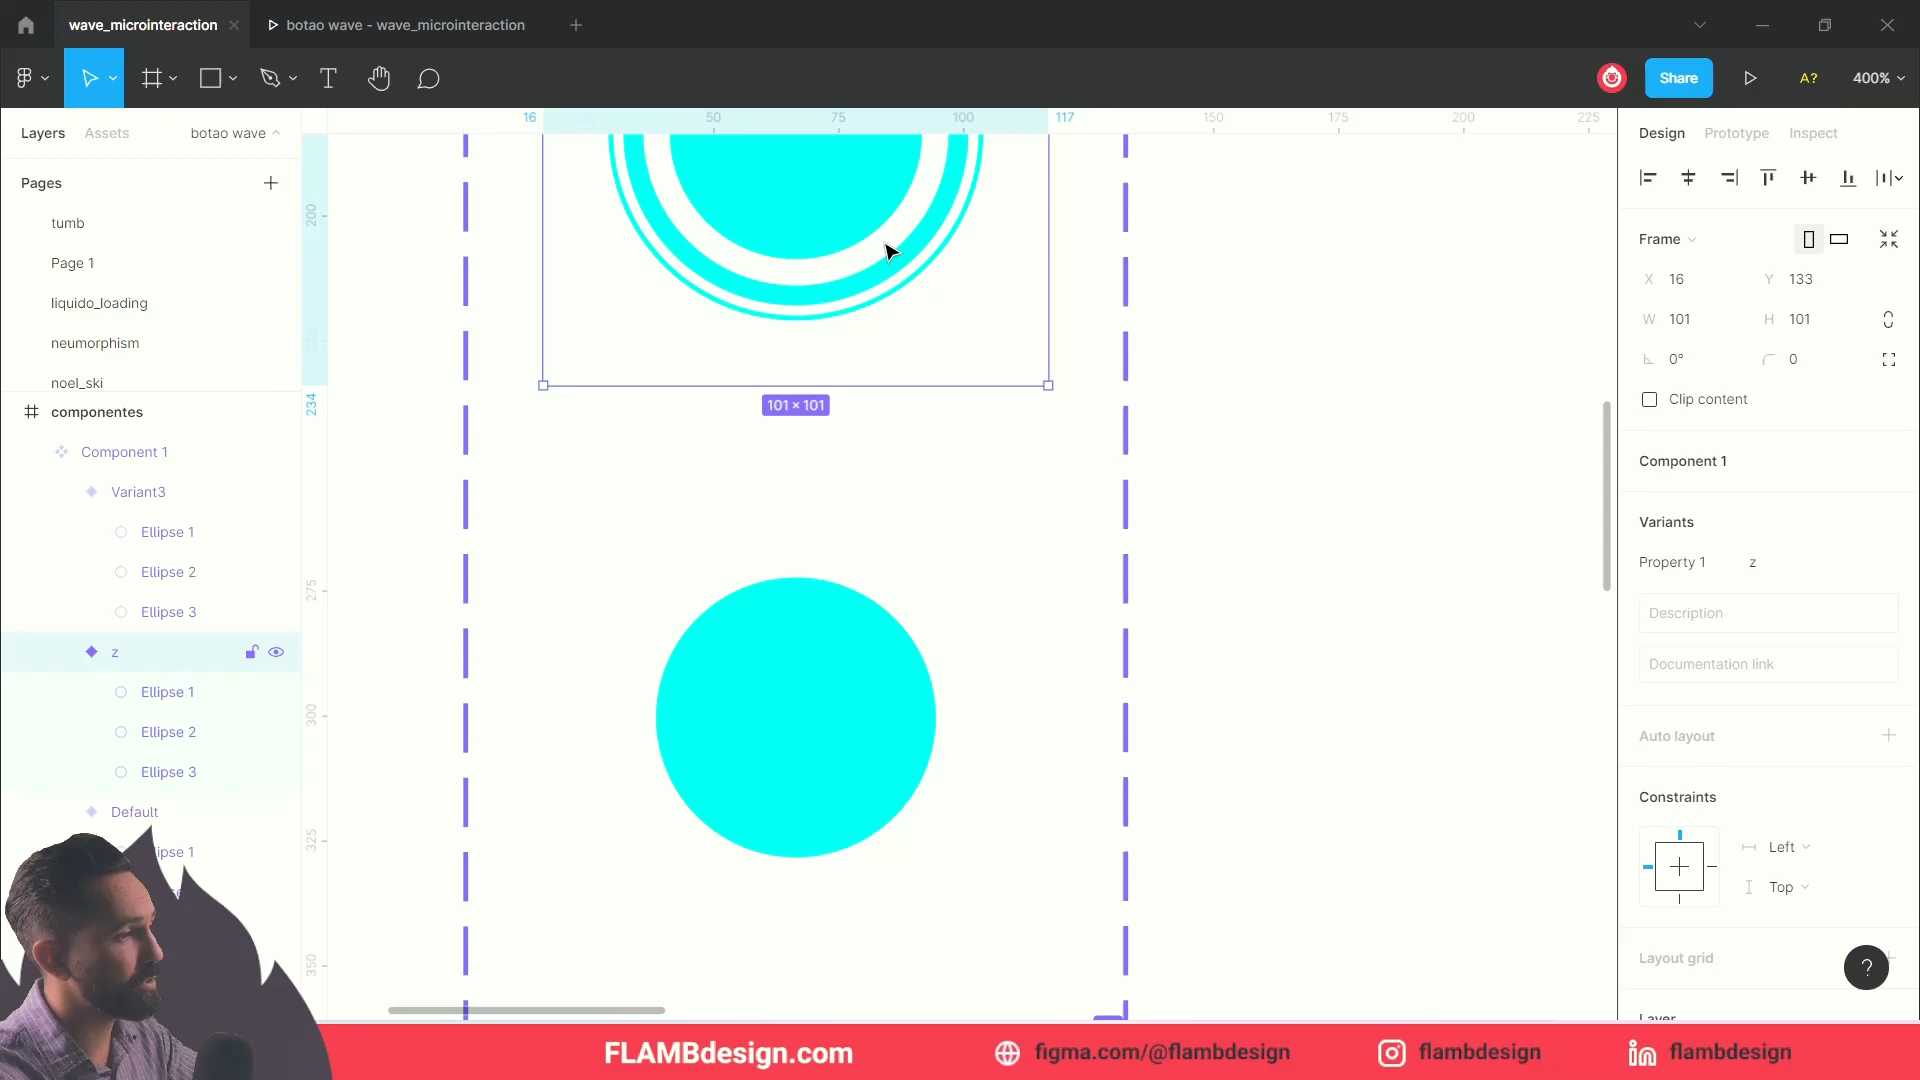 wave_microinteraction
botao wave - wave_microinteraction
Share
A?
400%
Layers
Assets
botao wave
Pages
tumb
Page 1
liquido_loading
neumorphism
noel_ski
componentes
Component 1
Variant3
Ellipse 1
Ellipse 2
Ellipse 3
z
Ellipse 1
Ellipse 2
Ellipse 3
Default
16
50
75
100
117
150
175
200
225
200
234
275
300
325
350
101 × 101
Design
Prototype
Inspect
Frame
X 16
Y 133
W 101
H 101
0°
0
Clip content
Component 1
Variants
Property 1
z
Description
Documentation link
Auto layout
Constraints
Left
Top
Layout grid
?
FLAMBdesign.com
figma.com/@flambdesign
flambdesign
flambdesign